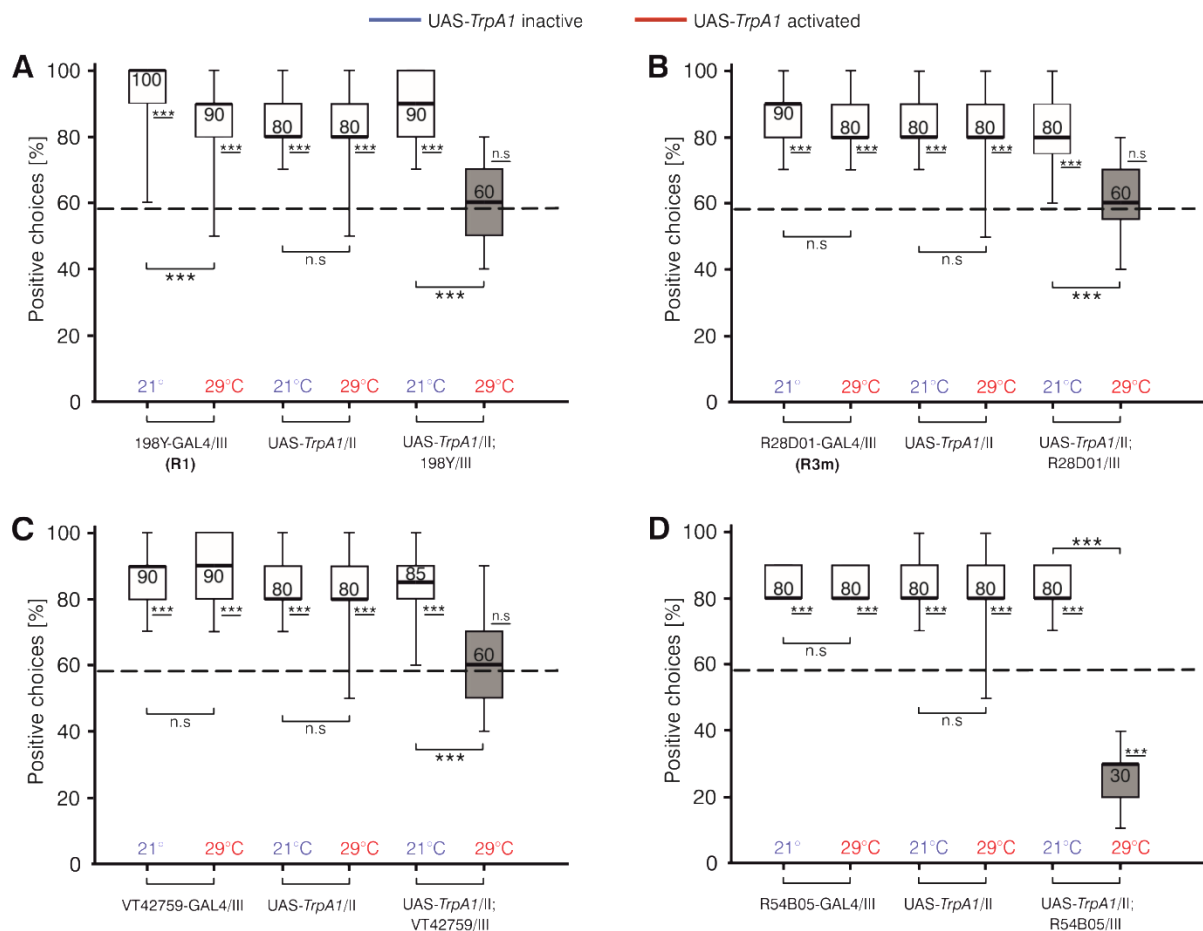 UAS-TrpA1 inactive
UAS-TrpA1 activated
A
Positive choices [%]
100
80
60
40
20
0
100
90
80
80
90
60
***
***
***
***
***
n.s
***
n.s
***
21°
29°C
21°C
29°C
21°C
29°C
198Y-GAL4/III
(R1)
UAS-TrpA1/II
UAS-TrpA1/II;
198Y/III
B
Positive choices [%]
100
80
60
40
20
0
90
80
80
80
80
60
***
***
***
***
***
n.s
n.s
n.s
***
21°
29°C
21°C
29°C
21°C
29°C
R28D01-GAL4/III
(R3m)
UAS-TrpA1/II
UAS-TrpA1/II;
R28D01/III
C
Positive choices [%]
100
80
60
40
20
0
90
90
80
80
85
60
***
***
***
***
***
n.s
n.s
n.s
***
21°
29°C
21°C
29°C
21°C
29°C
VT42759-GAL4/III
UAS-TrpA1/II
UAS-TrpA1/II;
VT42759/III
D
Positive choices [%]
100
80
60
40
20
0
***
80
80
80
80
80
30
***
***
***
***
***
***
n.s
n.s
21°
29°C
21°C
29°C
21°C
29°C
R54B05-GAL4/III
UAS-TrpA1/II
UAS-TrpA1/II;
R54B05/III